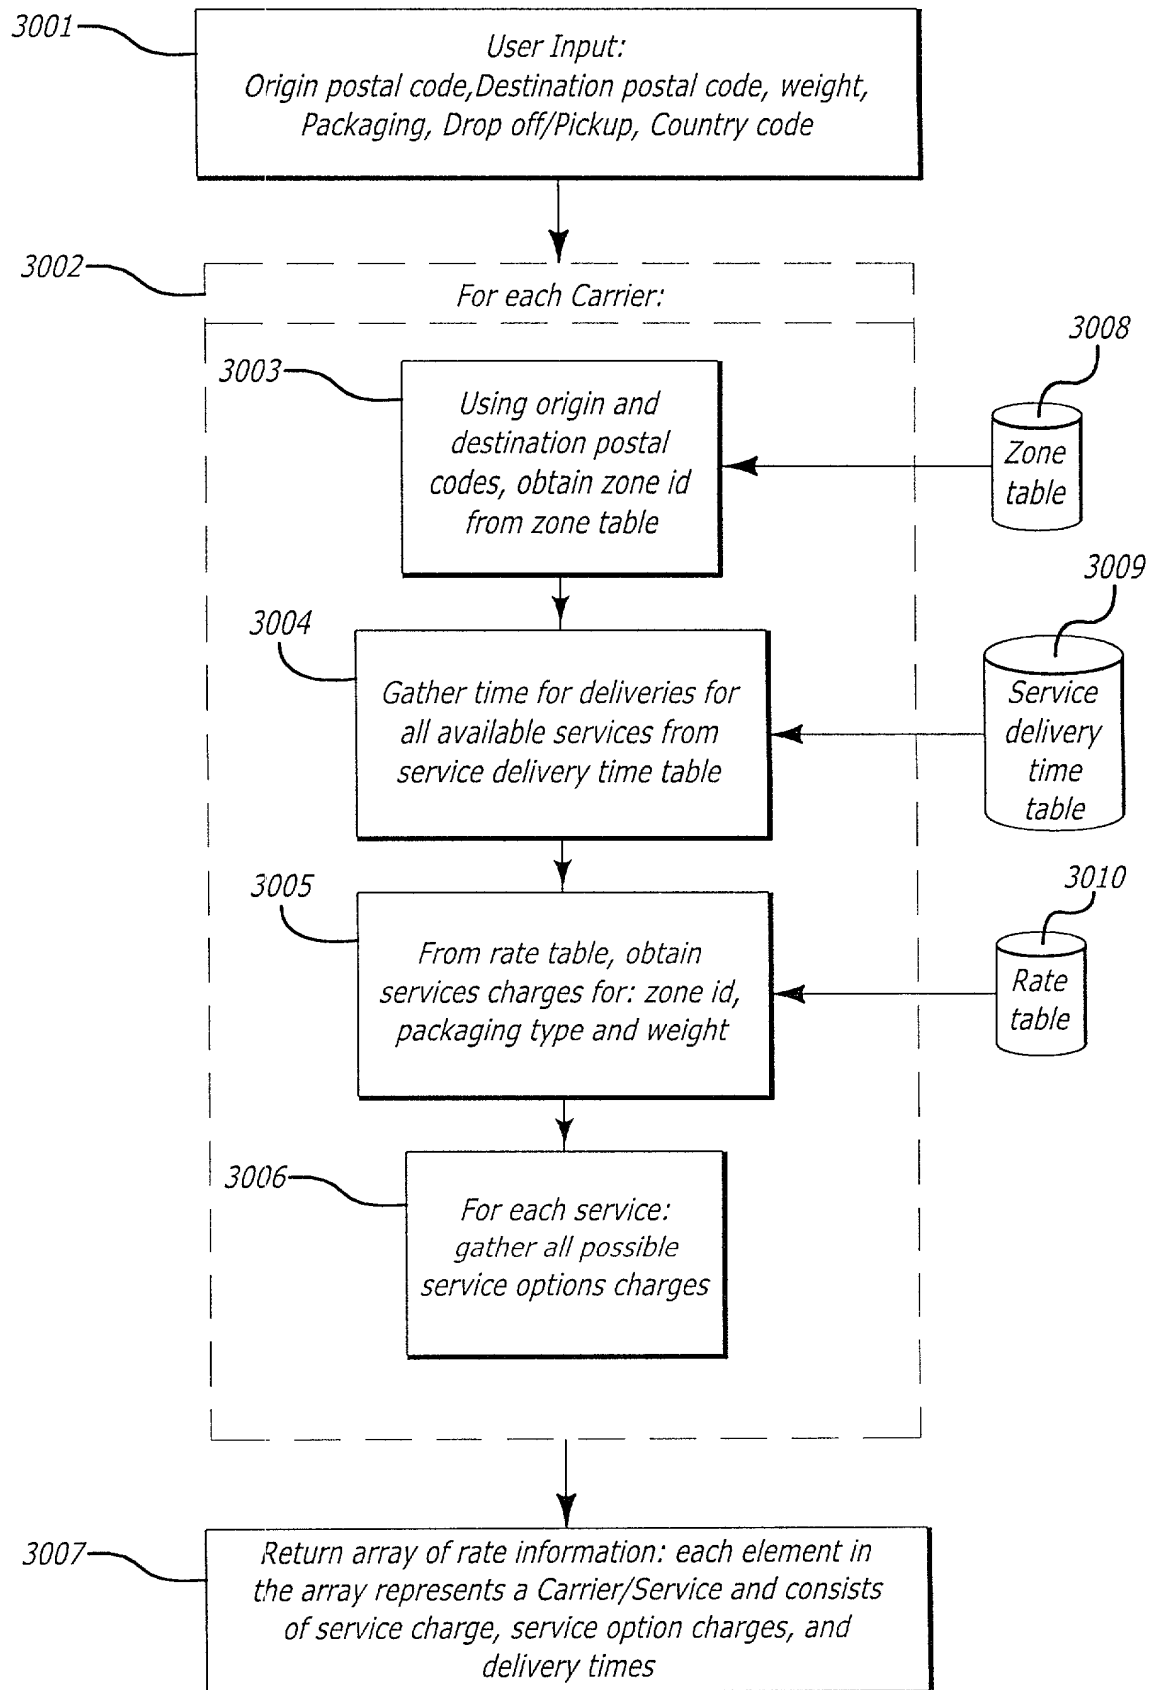 3001
User Input:
Origin postal code,Destination postal code, weight,
Packaging, Drop off/Pickup, Country code
3002
For each Carrier:
3003
Using origin and
destination postal
codes, obtain zone id
from zone table
3008
Zone
table
3004
Gather time for deliveries for
all available services from
service delivery time table
3009
Service
delivery
time
table
3005
From rate table, obtain
services charges for: zone id,
packaging type and weight
3010
Rate
table
3006
For each service:
gather all possible
service options charges
3007
Return array of rate information: each element in
the array represents a Carrier/Service and consists
of service charge, service option charges, and
delivery times